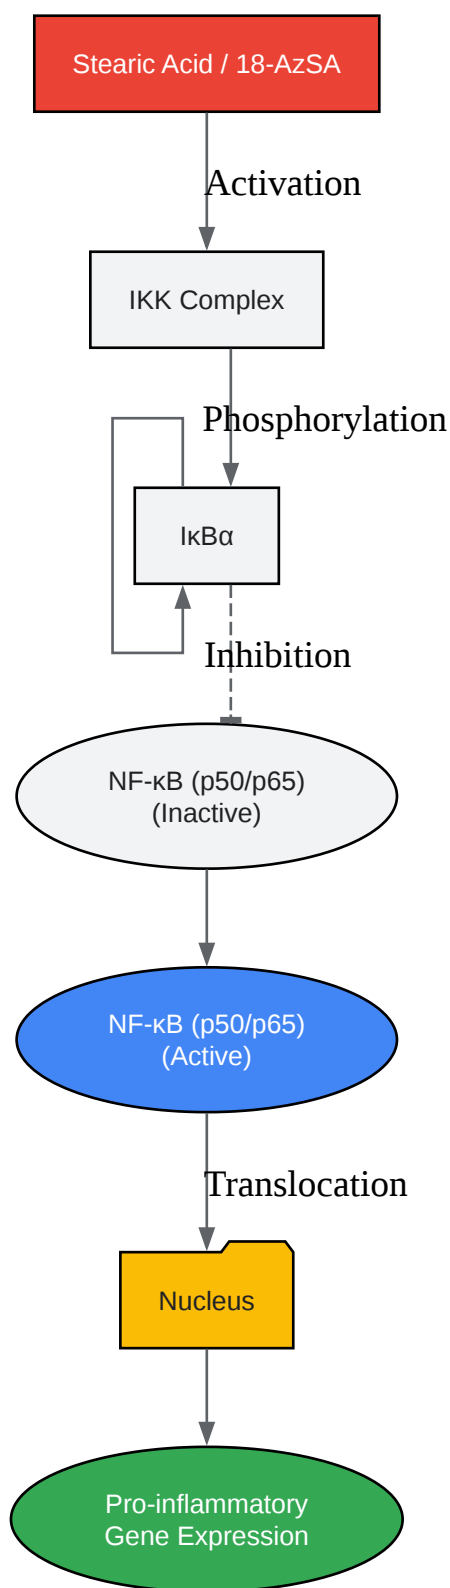 Stearic Acid / 18-AzSA
Activation
IKK Complex
Phosphorylation
IκBα
Inhibition
NF-κB (p50/p65)
(Inactive)
NF-κB (p50/p65)
(Active)
Translocation
Nucleus
Pro-inflammatory
Gene Expression